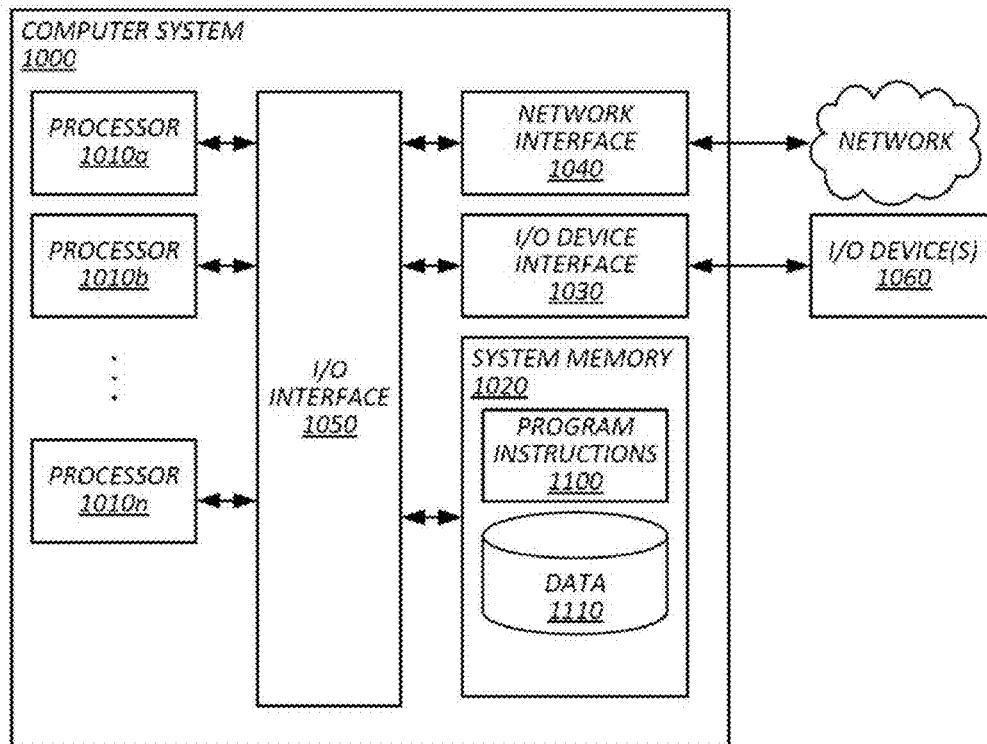 COMPUTER SYSTEM
1000
PROCESSOR
1010a
PROCESSOR
1010b
PROCESSOR
1010n
I/O
INTERFACE
1050
NETWORK
INTERFACE
1040
I/O DEVICE
INTERFACE
1030
SYSTEM MEMORY
1020
PROGRAM
INSTRUCTIONS
1100
DATA
1110
NETWORK
I/O DEVICE(S)
1060